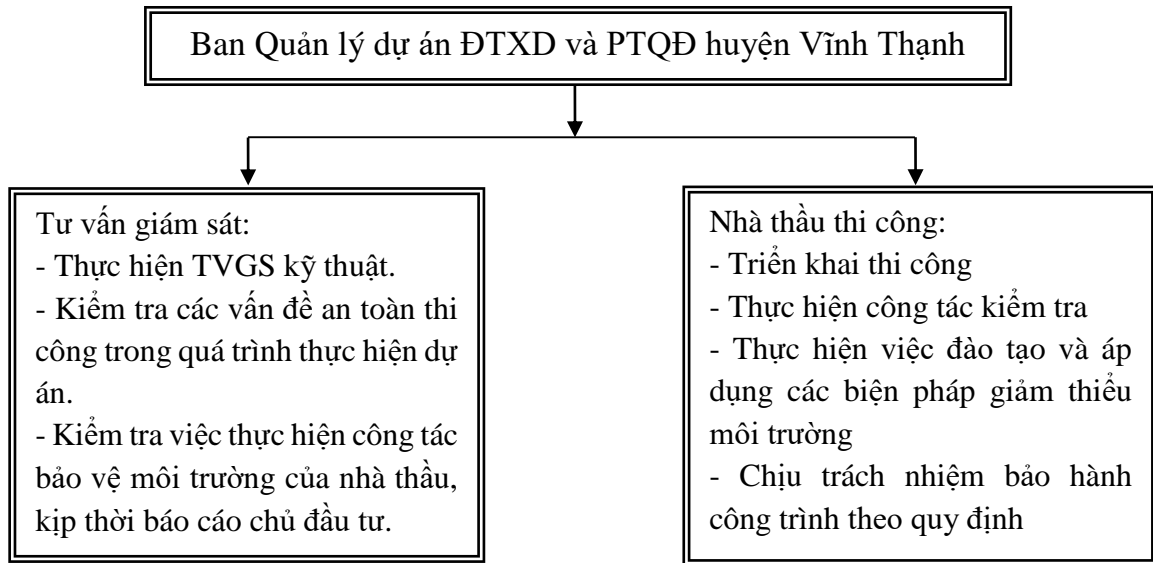 Ban Quản lý dự án ĐTXD và PTQĐ huyện Vĩnh Thạnh
Tư vấn giám sát:
- Thực hiện TVGS kỹ thuật.
- Kiểm tra các vấn đề an toàn thi
công trong quá trình thực hiện dự
án.
- Kiểm tra việc thực hiện công tác
bảo vệ môi trường của nhà thầu,
kịp thời báo cáo chủ đầu tư.
Nhà thầu thi công:
- Triển khai thi công
- Thực hiện công tác kiểm tra
- Thực hiện việc đào tạo và áp
dụng các biện pháp giảm thiểu
môi trường
- Chịu trách nhiệm bảo hành
công trình theo quy định